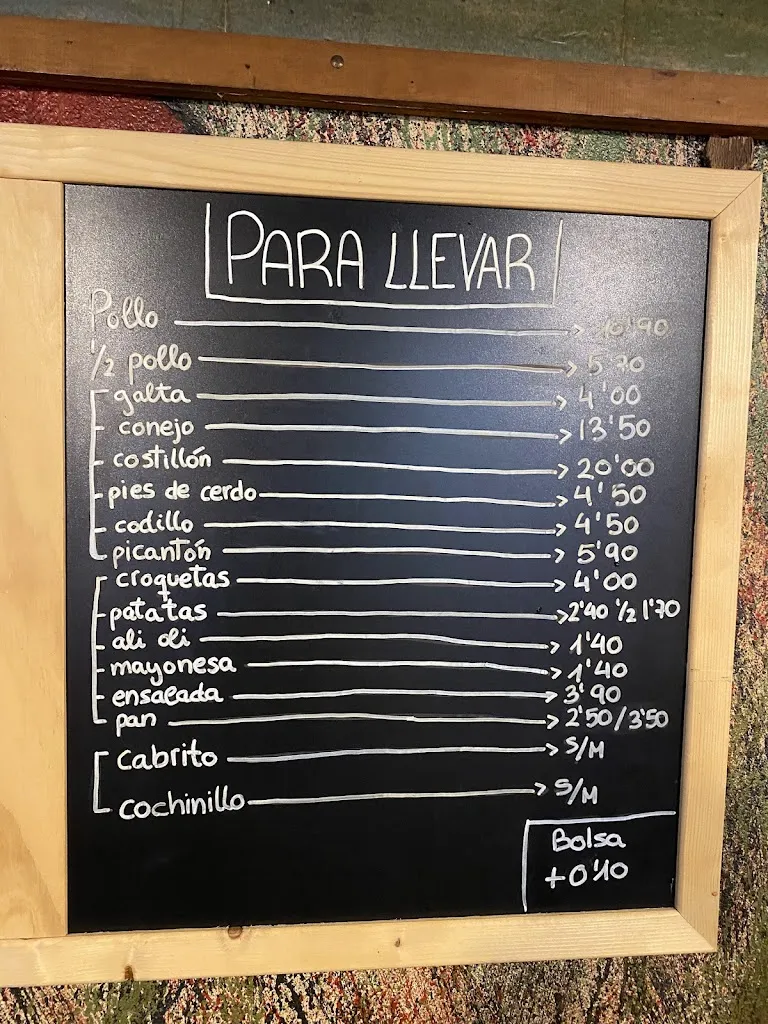 PARA LLEVAR
Pollo 10'90
1/2 pollo 5'70
galta 4'00
conejo 13'50
costillón 20'00
pies de cerdo 4'50
codillo 4'50
picantón 5'90
croquetas 4'00
patatas 2'40 1/2 1'70
ali oli 1'40
mayonesa 1'40
ensalada 3'90
pan 2'50/3'50
cabrito S/M
cochinillo S/M
Bolsa
+0'10